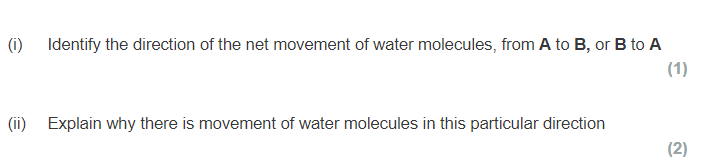 (i) Identify the direction of the net movement of water molecules, from A to B, or B to A
(1)
(ii) Explain why there is movement of water molecules in this particular direction
(2)